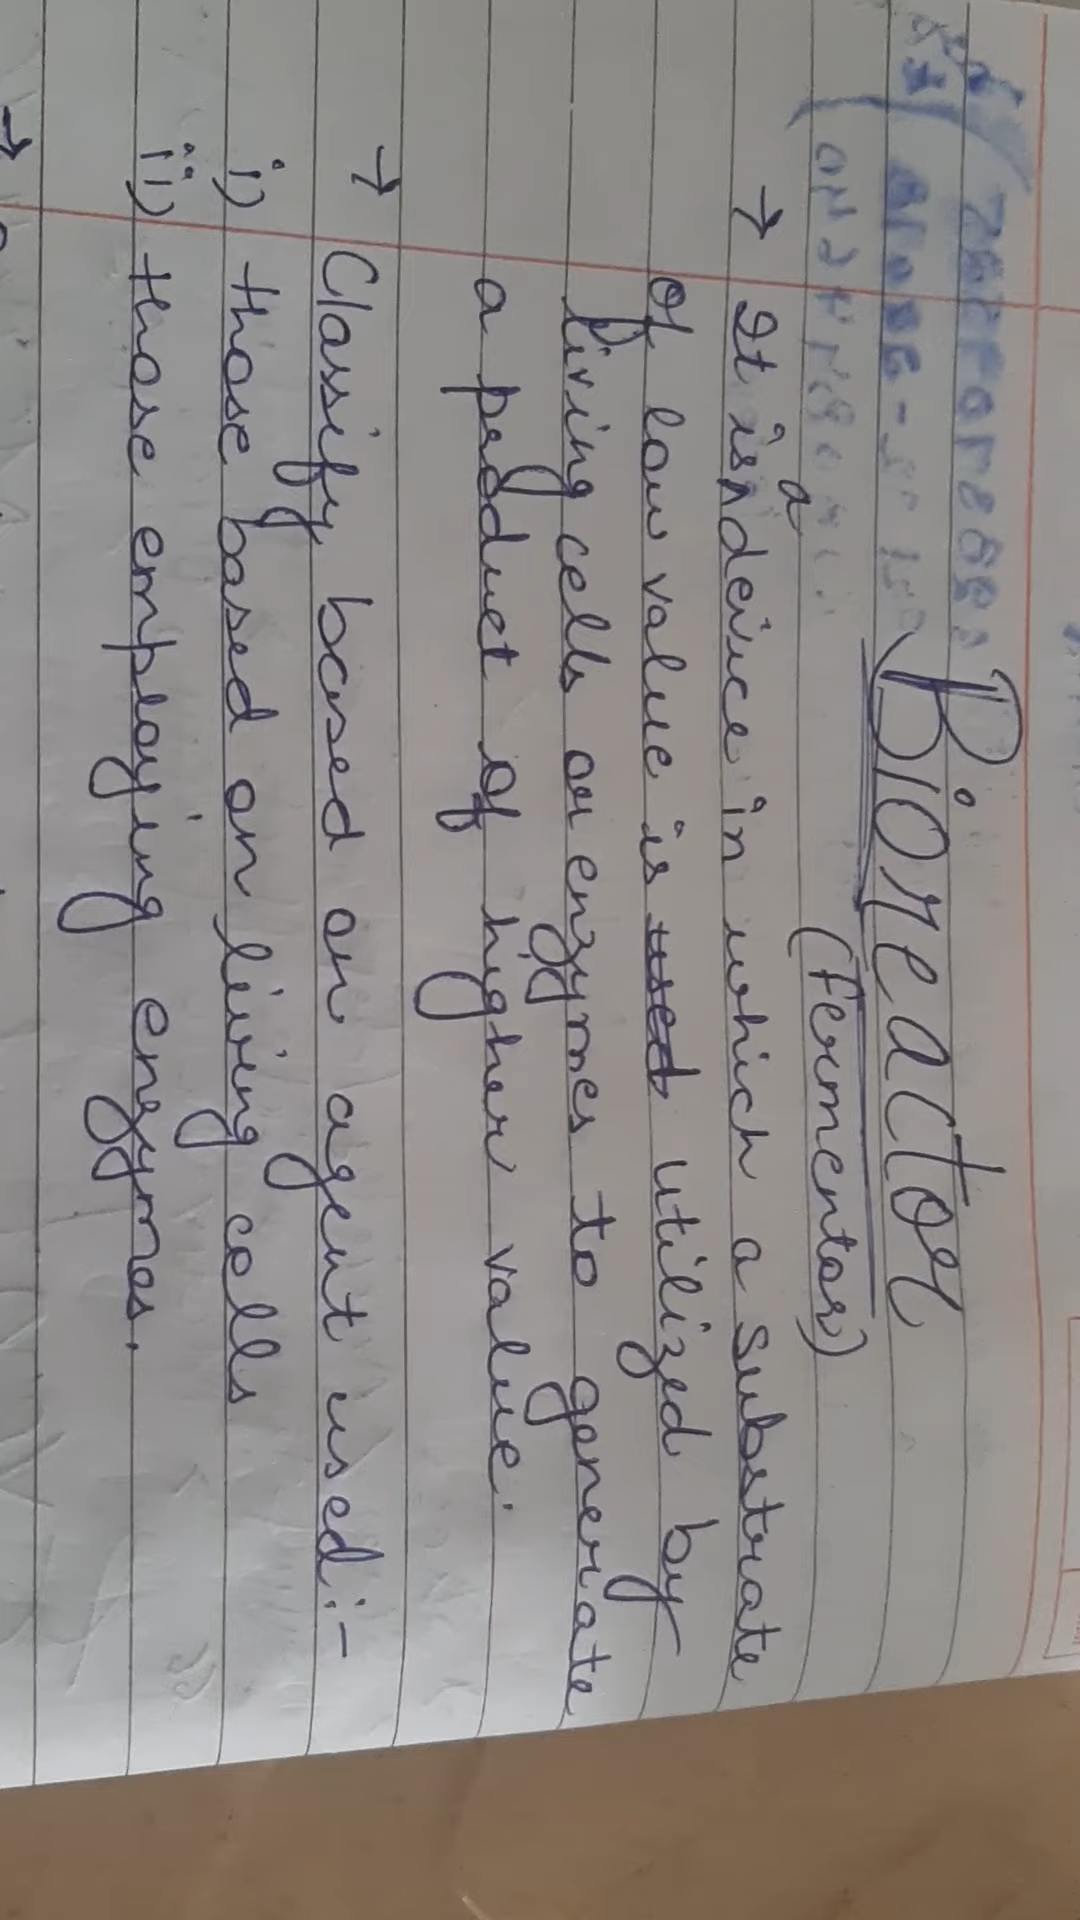 Bioreactor
(Fermentor)
→ It is a device in which a substrate
of low value is used utilized by
living cells or enzymes to generate
a product of higher value.
→ Classify based on agent used:-
i) those based on living cells
ii) those employing enzymes.
→